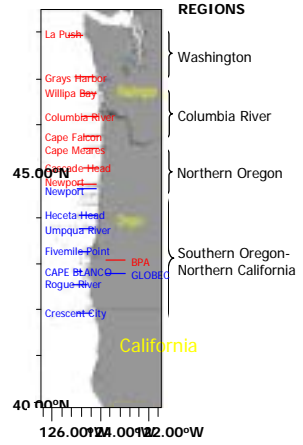 REGIONS
La Push
Washington
Grays Harbor
Willipa Bay
Columbia River
Columbia River
Cape Falcon
Cape Meares
Cascade Head
45.00°N
Northern Oregon
Newport
Newport
Heceta Head
Umpqua River
Fivemile Point
Southern Oregon-
Northern California
BPA
CAPE BLANCO
GLOBEC
Rogue River
Crescent City
California
40.00°N
126.00°W
124.00°W
122.00°W